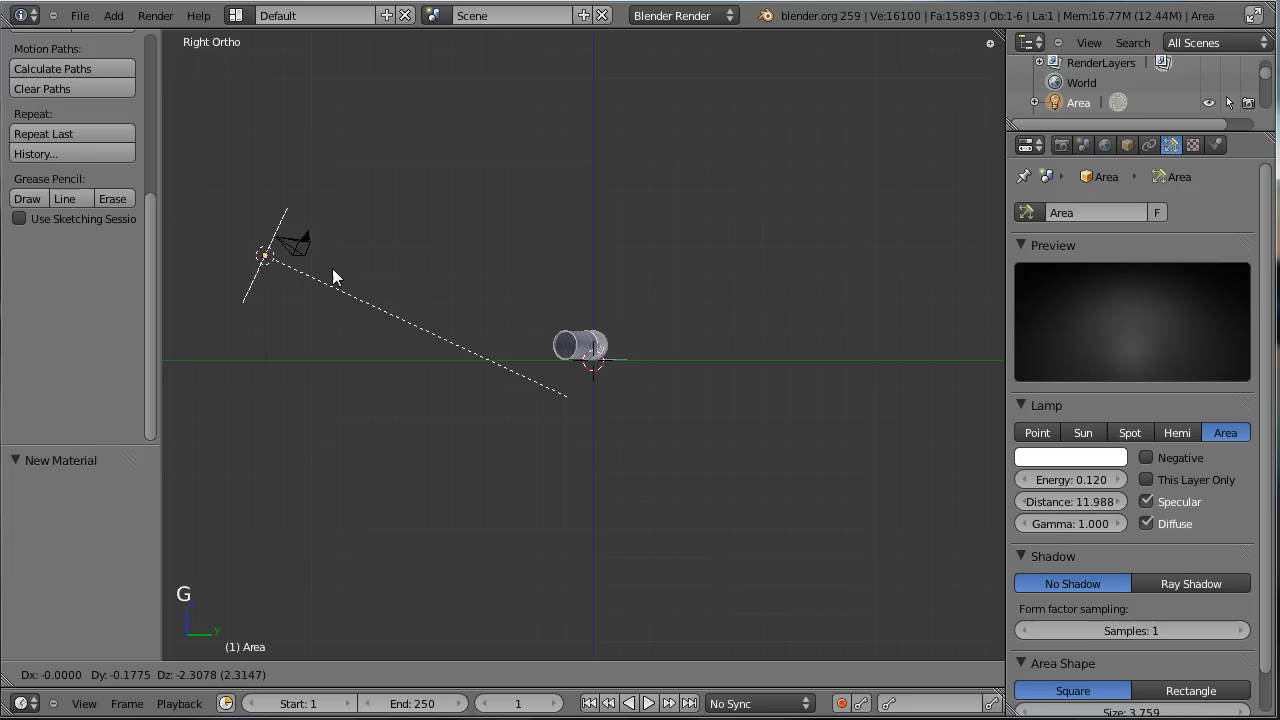 File Add Render Help Default Scene Blender Render blender.org 259 | Ve:16100 | Fa:15893 | Ob:1-6 | La:1 | Mem:16.77M (12.44M) | Area
Motion Paths:
Calculate Paths
Clear Paths
Repeat:
Repeat Last
History...
Grease Pencil:
Draw Line Erase
Use Sketching Sessio
New Material
Right Ortho
G
y
(1) Area
Dx: -0.0000 Dy: -0.1775 Dz: -2.3078 (2.3147)
View Search All Scenes
RenderLayers |
World
Area |
Area Area
Area F
Preview
Lamp
Point Sun Spot Hemi Area
Negative
Energy: 0.120 This Layer Only
Distance: 11.988 Specular
Gamma: 1.000 Diffuse
Shadow
No Shadow Ray Shadow
Form factor sampling:
Samples: 1
Area Shape
Square Rectangle
Size: 3.759
View Frame Playback Start: 1 End: 250 1 No Sync